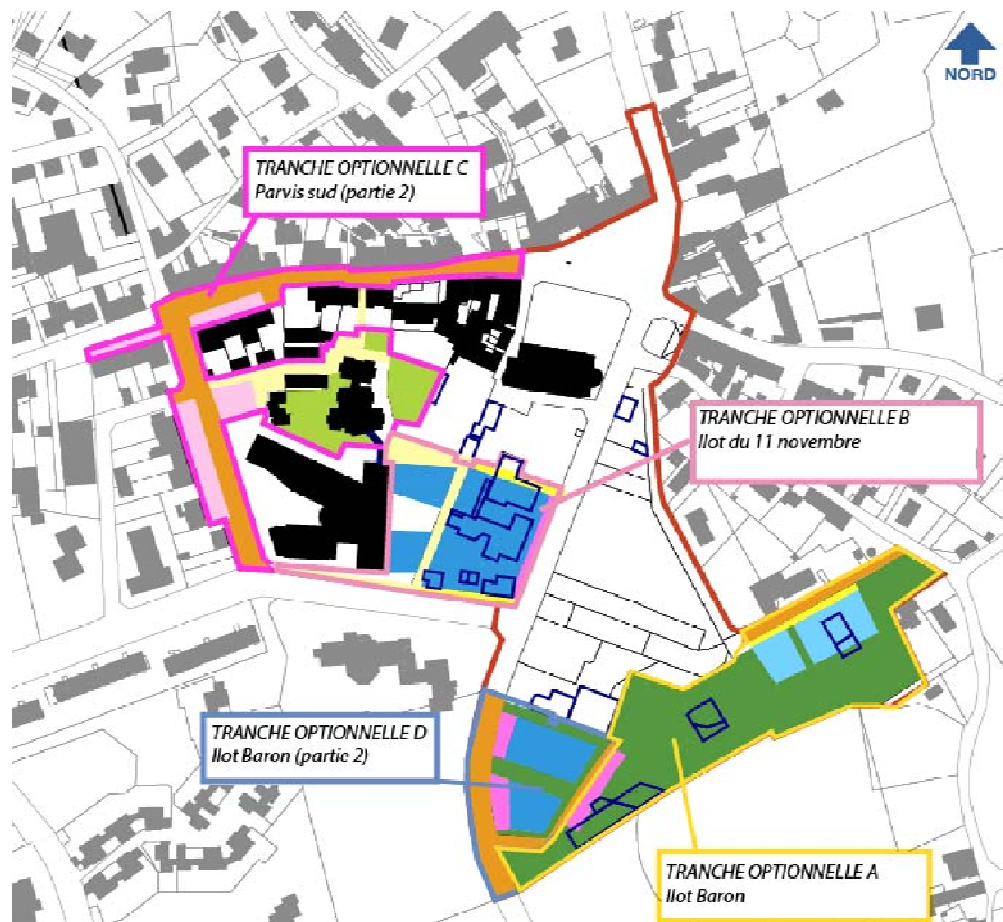 NORD
TRANCHE OPTIONNELLE C
Parvis sud (partie 2)
TRANCHE OPTIONNELLE B
Ilot du 11 novembre
TRANCHE OPTIONNELLE D
Ilot Baron (partie 2)
TRANCHE OPTIONNELLE A
Ilot Baron